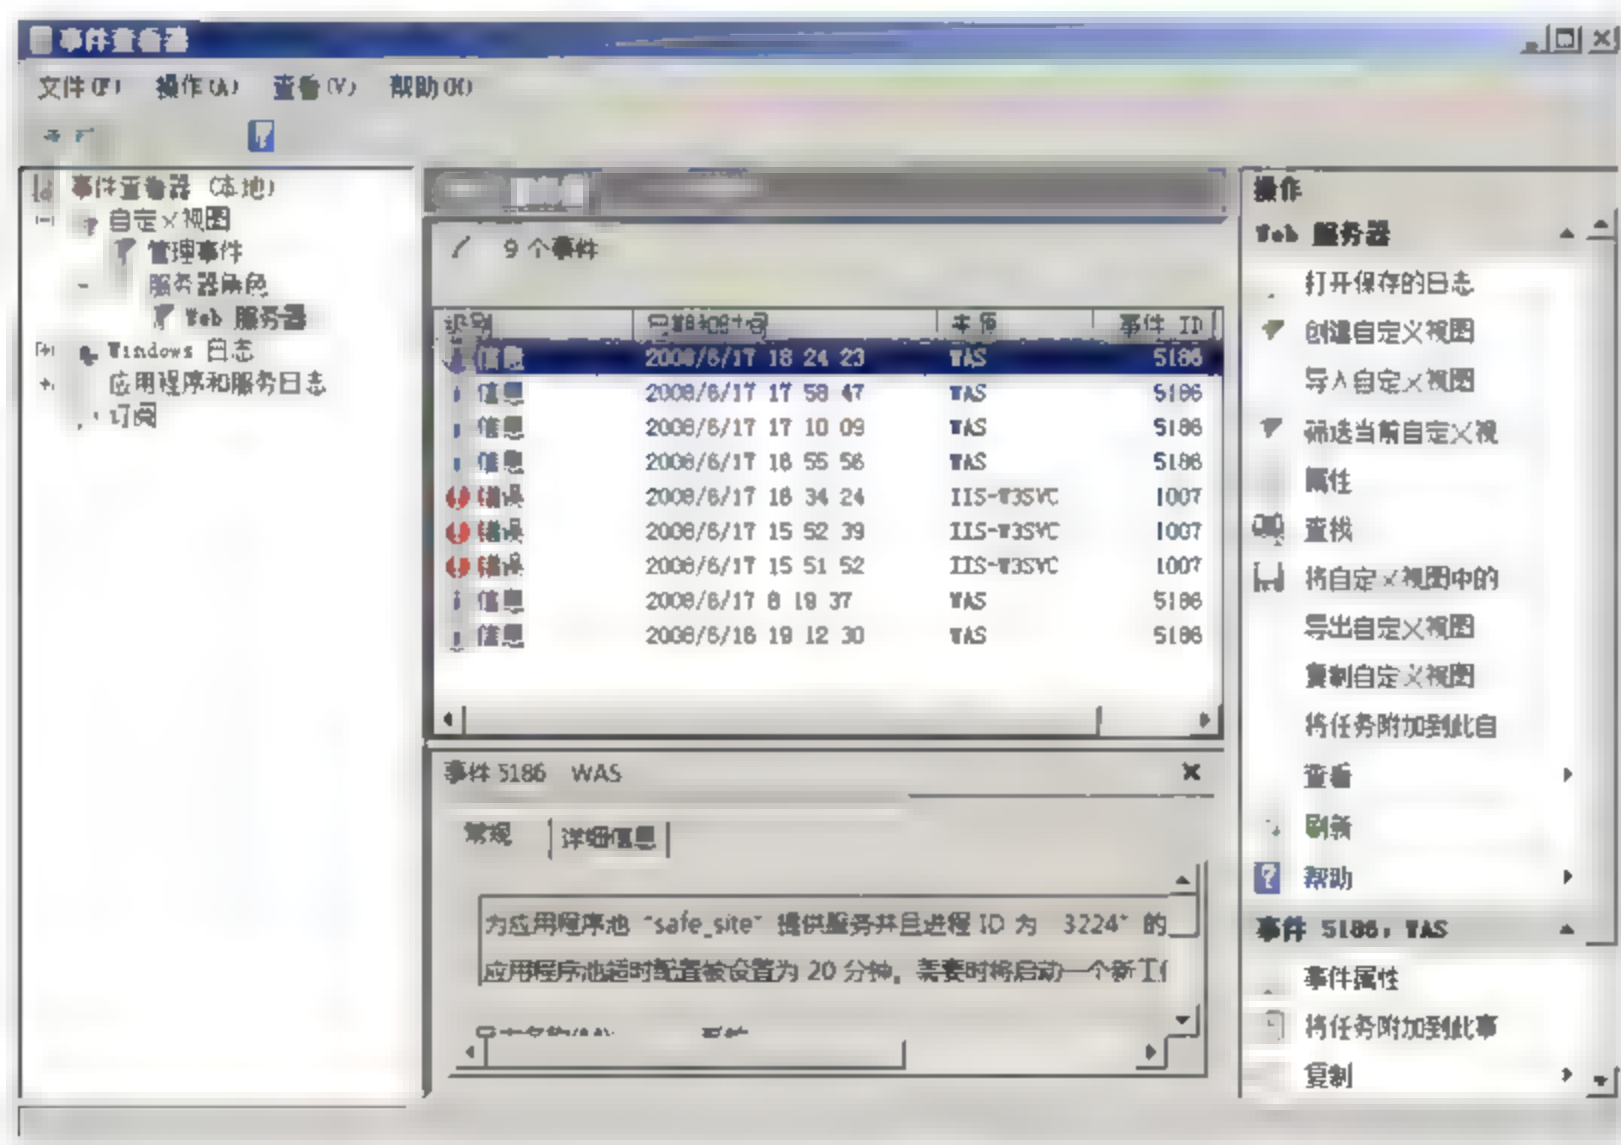 事件查看器
文件(F) 操作(A) 查看(V) 帮助(H)
事件查看器 (本地)
自定义视图
管理事件
服务器角色
Web 服务器
Windows 日志
应用程序和服务日志
订阅
9 个事件
级别 日期和时间 来源 事件 ID
信息 2008/6/17 18 24 23 WAS 5186
信息 2008/6/17 17 58 47 WAS 5186
信息 2008/6/17 17 10 09 WAS 5186
信息 2008/6/17 16 55 56 WAS 5186
错误 2008/6/17 16 34 24 IIS-W3SVC 1007
错误 2008/6/17 15 52 39 IIS-W3SVC 1007
错误 2008/6/17 15 51 52 IIS-W3SVC 1007
信息 2008/6/17 8 19 37 WAS 5186
信息 2008/6/16 19 12 30 WAS 5186
事件 5186 WAS
常规 详细信息
为应用程序池 "safe_site" 提供服务并且进程 ID 为 3224" 的
应用程序池超时配置被设置为 20 分钟。需要时将启动一个新工作
操作
Web 服务器
打开保存的日志
创建自定义视图
导入自定义视图
筛选当前自定义视
属性
查找
将自定义视图中的
导出自定义视图
复制自定义视图
将任务附加到此自
查看
刷新
帮助
事件 5186, WAS
事件属性
将任务附加到此事
复制